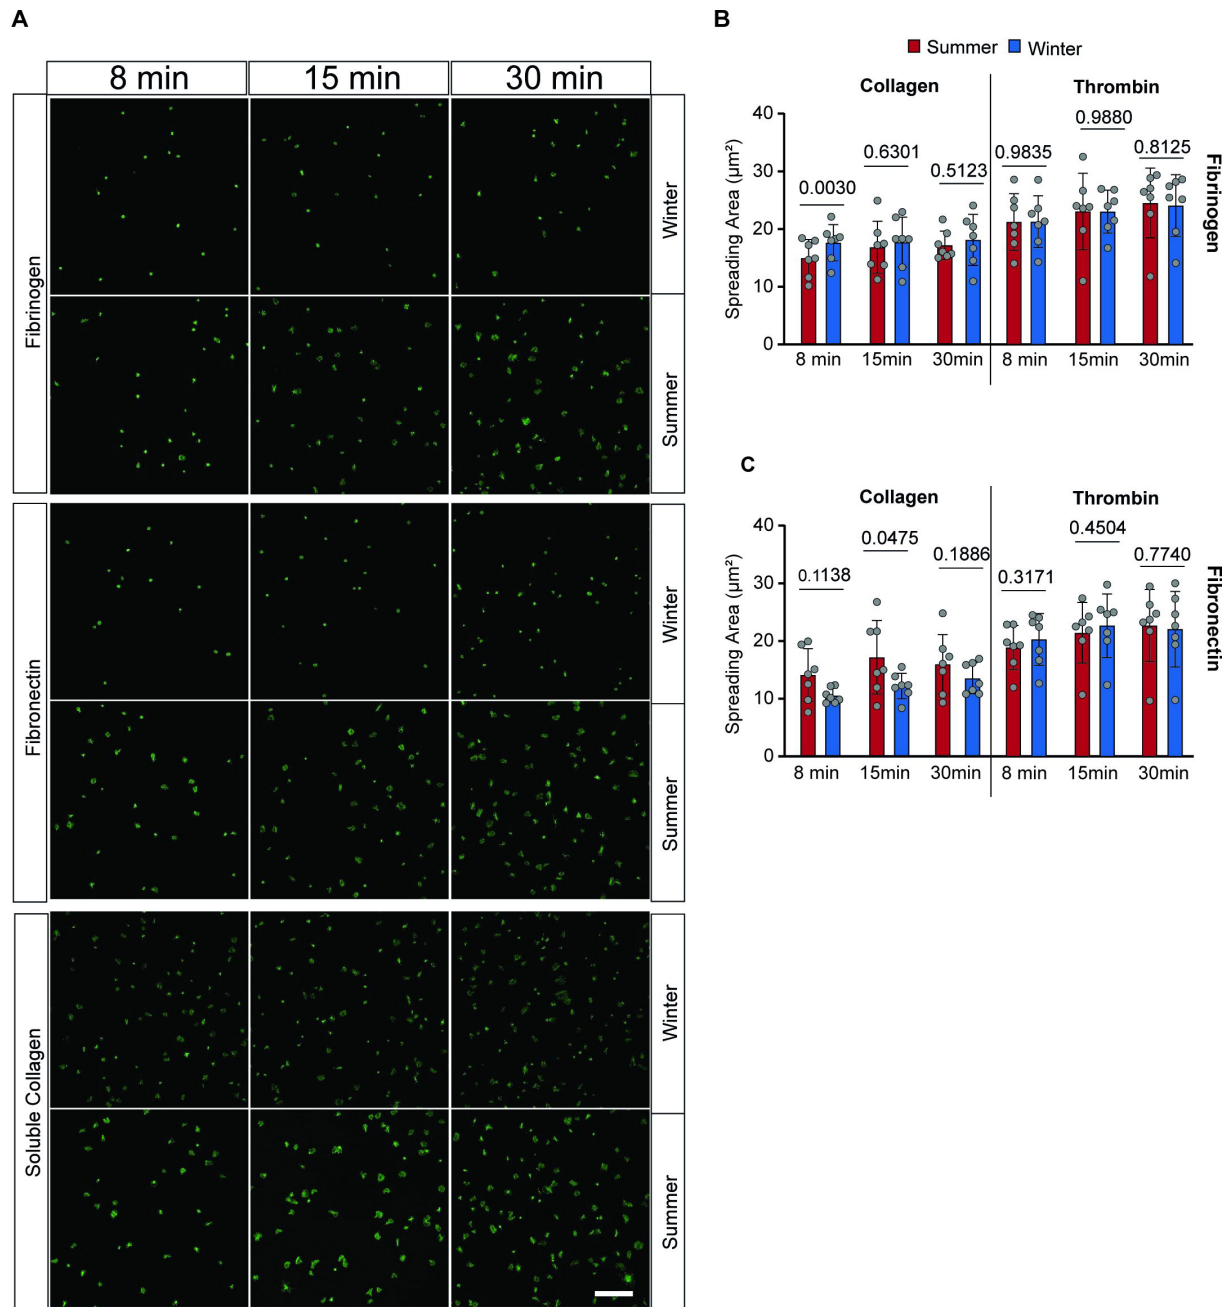 A
8 min
15 min
30 min
Fibrinogen
Winter
Summer
Fibronectin
Winter
Summer
Soluble Collagen
Winter
Summer
B
Summer
Winter
Collagen
Thrombin
Spreading Area (µm²)
40
30
20
10
0
0.0030
0.6301
0.5123
0.9835
0.9880
0.8125
8 min
15min
30min
8 min
15min
30min
Fibrinogen
C
Collagen
Thrombin
Spreading Area (µm²)
40
30
20
10
0
0.1138
0.0475
0.1886
0.3171
0.4504
0.7740
8 min
15min
30min
8 min
15min
30min
Fibronectin